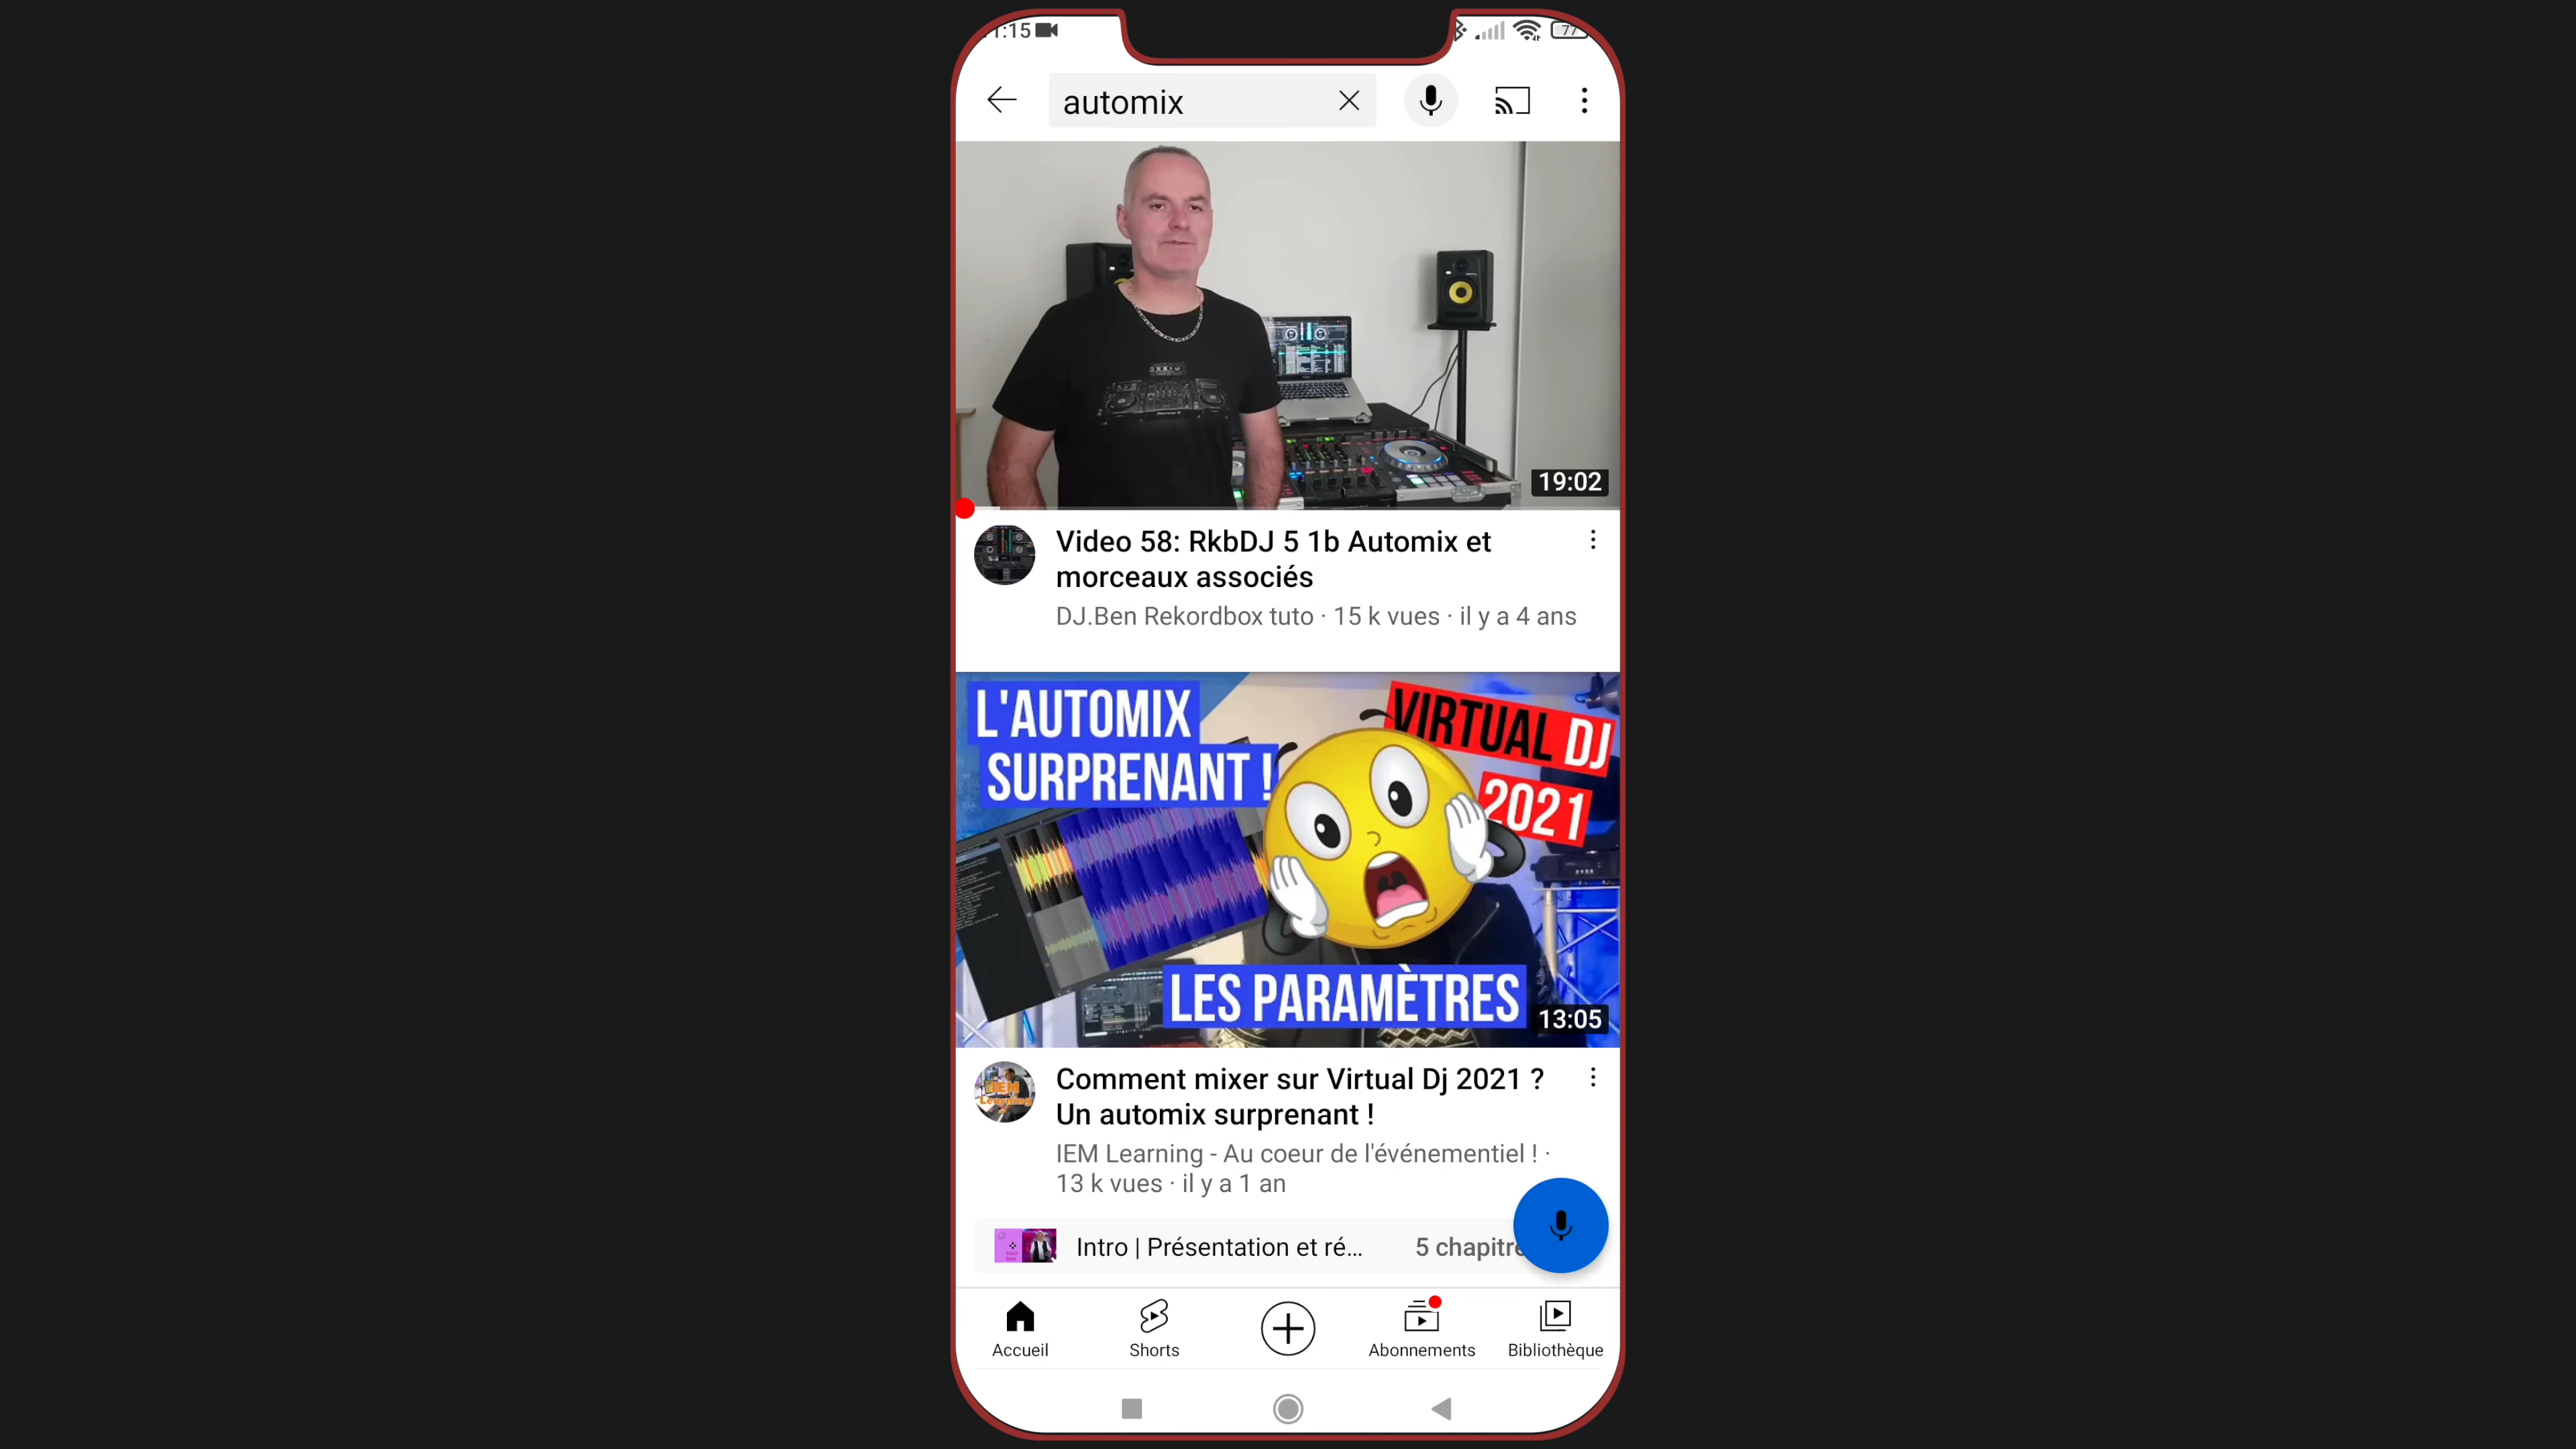 1:15
77
automix
19:02
Video 58: RkbDJ 5 1b Automix et
morceaux associés
DJ.Ben Rekordbox tuto · 15 k vues · il y a 4 ans
L'AUTOMIX
SURPRENANT !
VIRTUAL DJ
2021
LES PARAMÈTRES
13:05
IEM
Learning
Comment mixer sur Virtual Dj 2021 ?
Un automix surprenant !
IEM Learning - Au coeur de l'événementiel ! ·
13 k vues · il y a 1 an
Intro | Présentation et ré...
5 chapitre
Accueil
Shorts
Abonnements
Bibliothèque